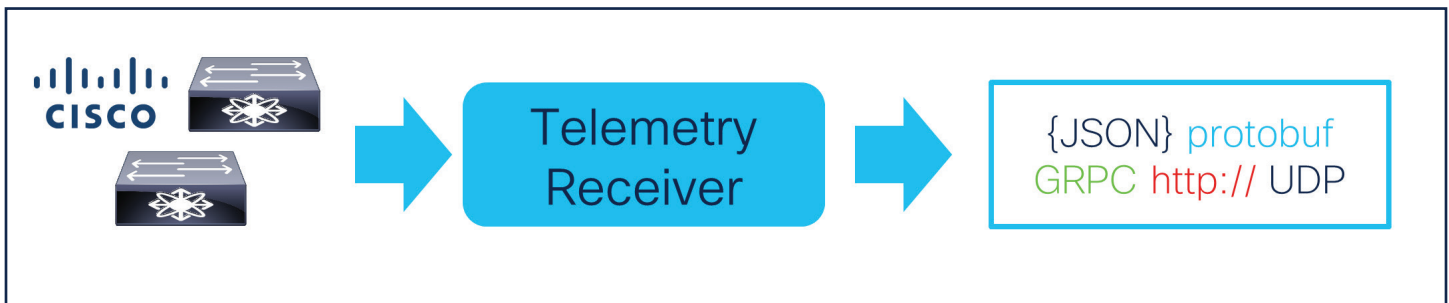 CISCO
Telemetry
Receiver
{JSON} protobuf
GRPC http:// UDP